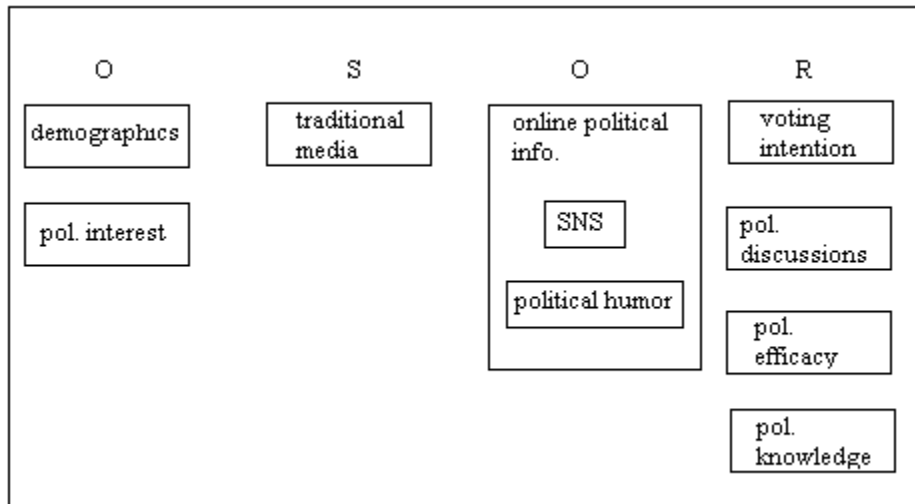 O
S
O
R
demographics
pol. interest
traditional
media
online political
info.
SNS
political humor
voting
intention
pol.
discussions
pol.
efficacy
pol.
knowledge